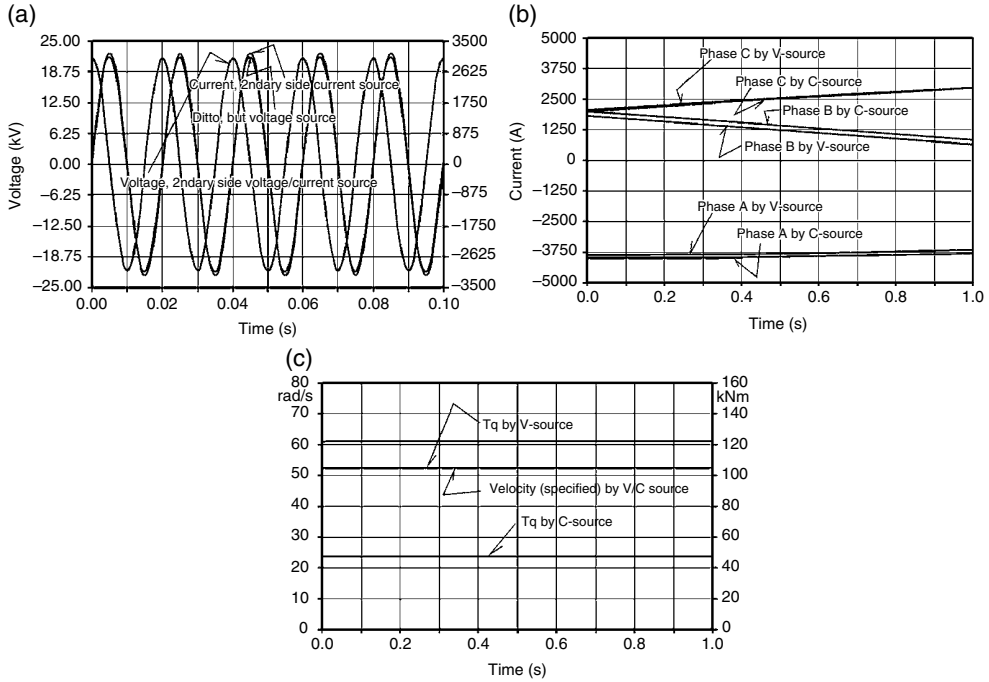 (a)
25.00
18.75
12.50
6.25
0.00
−6.25
−12.50
−18.75
−25.00
Voltage (kV)
3500
2625
1750
875
0
−875
−1750
−2625
−3500
Current, 2ndary side current source
Ditto, but voltage source
Voltage, 2ndary side voltage/current source
0.00 0.02 0.04 0.06 0.08 0.10
Time (s)
(b)
5000
3750
2500
1250
0
−1250
−2500
−3750
−5000
Current (A)
Phase C by V-source
Phase C by C-source
Phase B by C-source
Phase B by V-source
Phase A by V-source
Phase A by C-source
0.0 0.2 0.4 0.6 0.8 1.0
Time (s)
(c)
80
rad/s
70
60
50
40
30
20
10
0
160
kNm
140
120
100
80
60
40
20
0
Tq by V-source
Velocity (specified) by V/C source
Tq by C-source
0.0 0.2 0.4 0.6 0.8 1.0
Time (s)